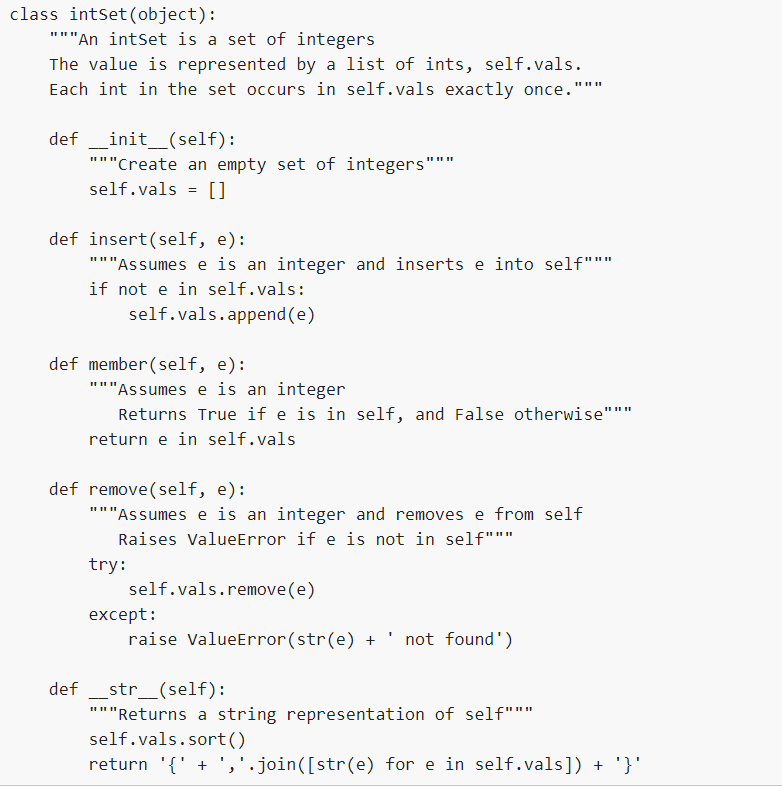 class intSet(object):
    """An intSet is a set of integers
    The value is represented by a list of ints, self.vals.
    Each int in the set occurs in self.vals exactly once."""

    def __init__(self):
        """Create an empty set of integers"""
        self.vals = []

    def insert(self, e):
        """Assumes e is an integer and inserts e into self"""
        if not e in self.vals:
            self.vals.append(e)

    def member(self, e):
        """Assumes e is an integer
           Returns True if e is in self, and False otherwise"""
        return e in self.vals

    def remove(self, e):
        """Assumes e is an integer and removes e from self
           Raises ValueError if e is not in self"""
        try:
            self.vals.remove(e)
        except:
            raise ValueError(str(e) + ' not found')

    def __str__(self):
        """Returns a string representation of self"""
        self.vals.sort()
        return '{' + ','.join([str(e) for e in self.vals]) + '}'